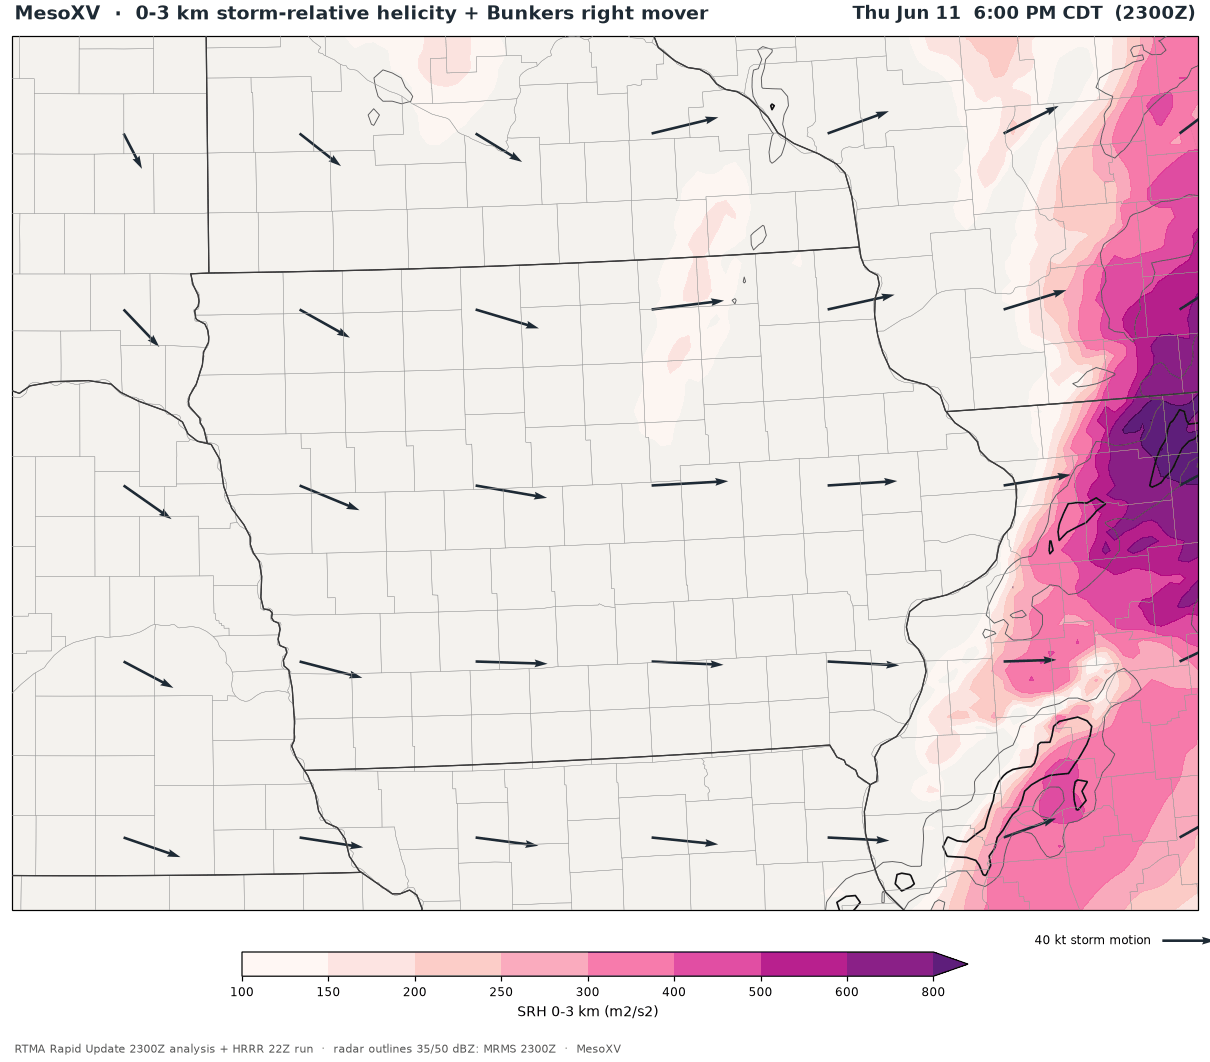 MesoXV · 0-3 km storm-relative helicity + Bunkers right mover
Thu Jun 11 6:00 PM CDT (2300Z)
40 kt storm motion
100 150 200 250 300 400 500 600 800
SRH 0-3 km (m2/s2)
RTMA Rapid Update 2300Z analysis + HRRR 22Z run · radar outlines 35/50 dBZ: MRMS 2300Z · MesoXV